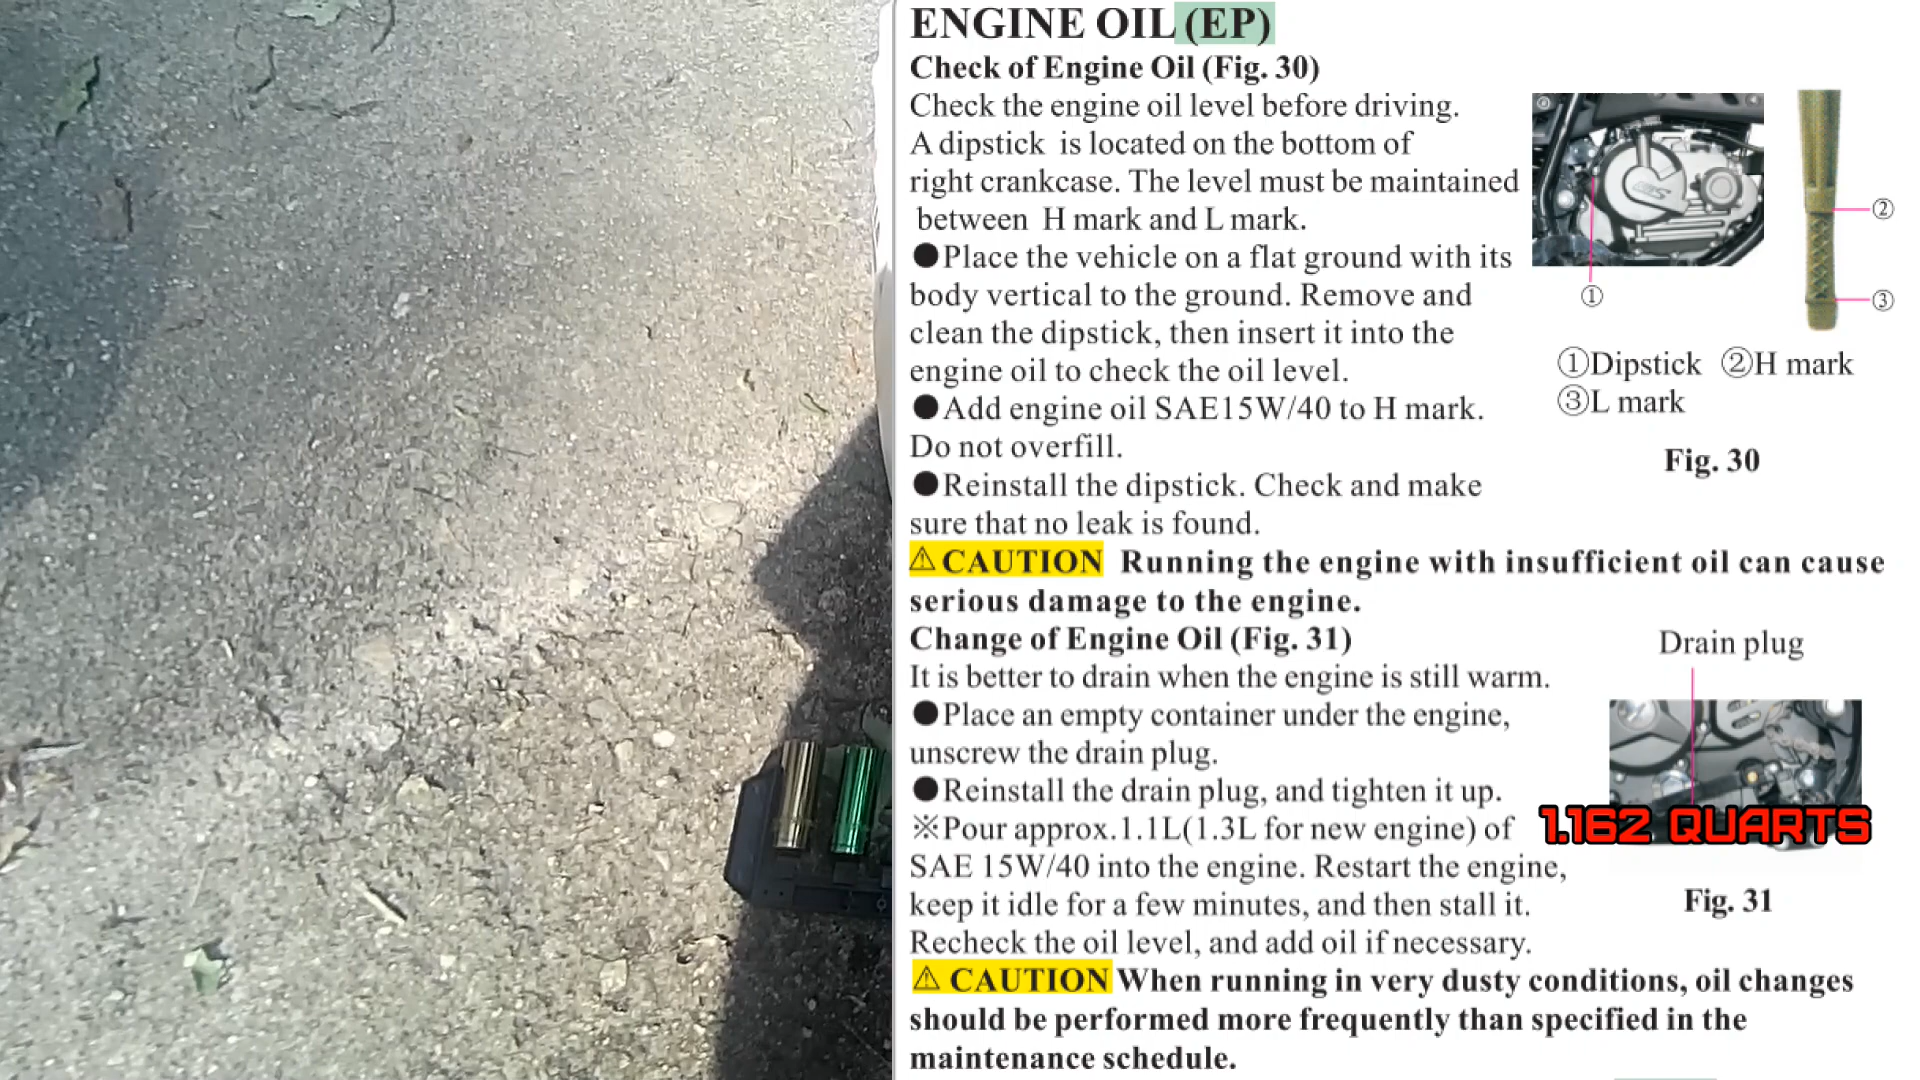 ENGINE OIL (EP)
Check of Engine Oil (Fig. 30)
Check the engine oil level before driving.
A dipstick is located on the bottom of
right crankcase. The level must be maintained
between H mark and L mark.
●Place the vehicle on a flat ground with its
body vertical to the ground. Remove and
clean the dipstick, then insert it into the
engine oil to check the oil level.
●Add engine oil SAE15W/40 to H mark.
Do not overfill.
●Reinstall the dipstick. Check and make
sure that no leak is found.
②
③
①
①Dipstick ②H mark
③L mark
Fig. 30
⚠CAUTION Running the engine with insufficient oil can cause
serious damage to the engine.
Change of Engine Oil (Fig. 31)
It is better to drain when the engine is still warm.
●Place an empty container under the engine,
unscrew the drain plug.
●Reinstall the drain plug, and tighten it up.
※Pour approx.1.1L(1.3L for new engine) of
SAE 15W/40 into the engine. Restart the engine,
keep it idle for a few minutes, and then stall it.
Recheck the oil level, and add oil if necessary.
Drain plug
1.162 QUARTS
Fig. 31
⚠CAUTION When running in very dusty conditions, oil changes
should be performed more frequently than specified in the
maintenance schedule.